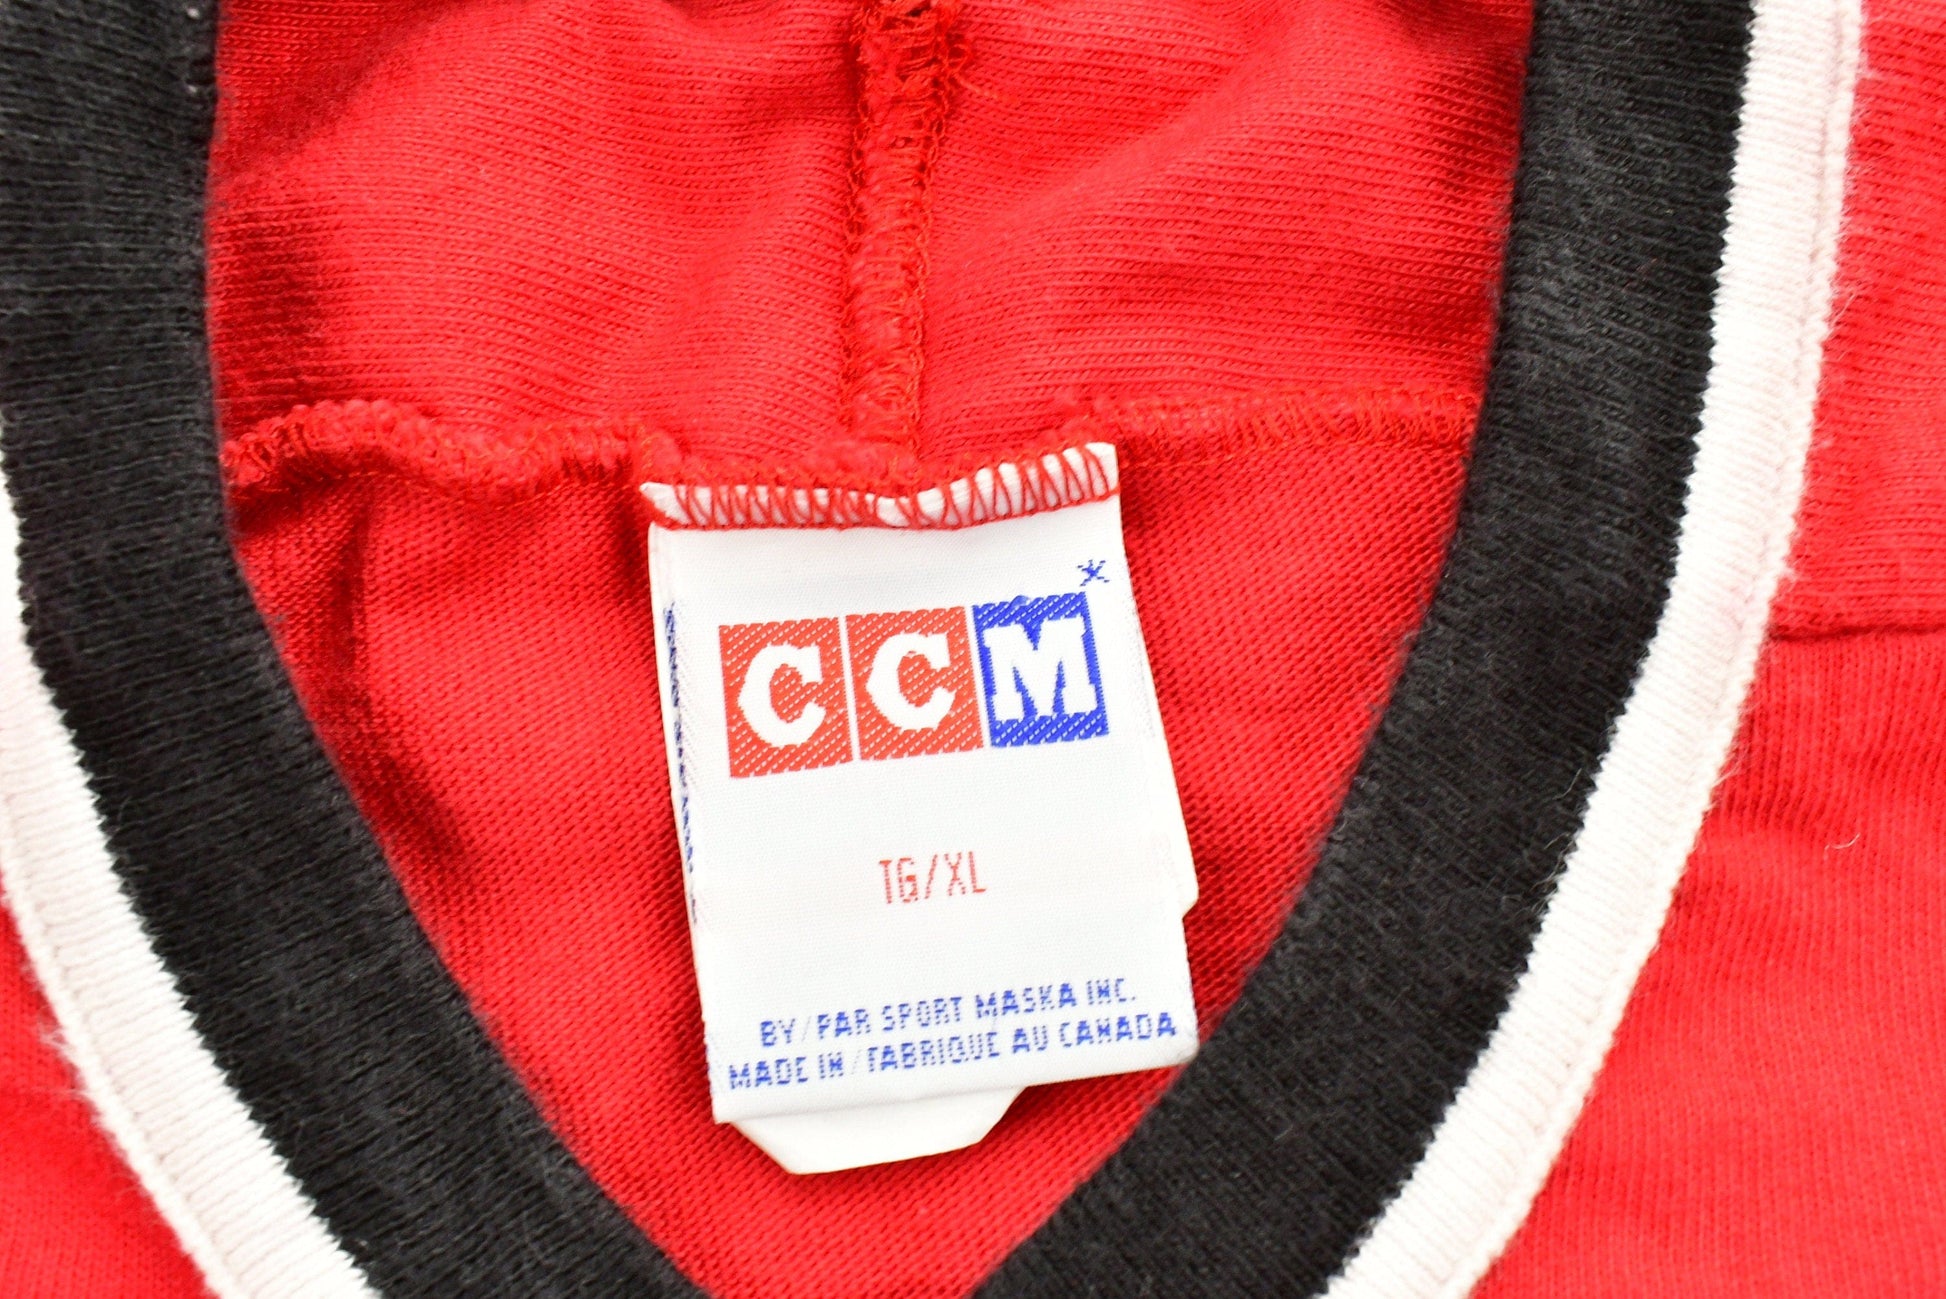 CCM*
TG/XL
BY/PAR SPORT MASKA INC.
MADE IN/FABRIQUE AU CANADA